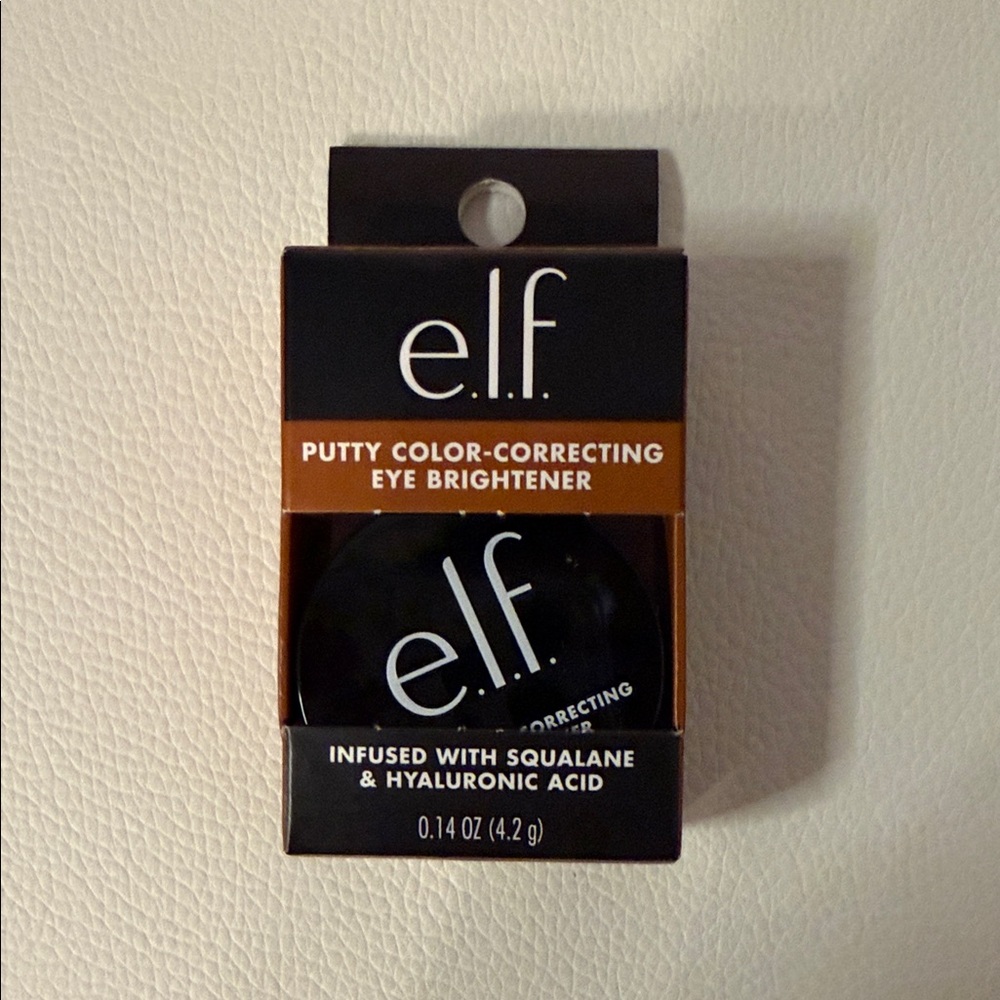 e.l.f.
PUTTY COLOR-CORRECTING
EYE BRIGHTENER
e.l.f.
CORRECTING
INFUSED WITH SQUALANE
& HYALURONIC ACID
0.14 OZ (4.2 g)